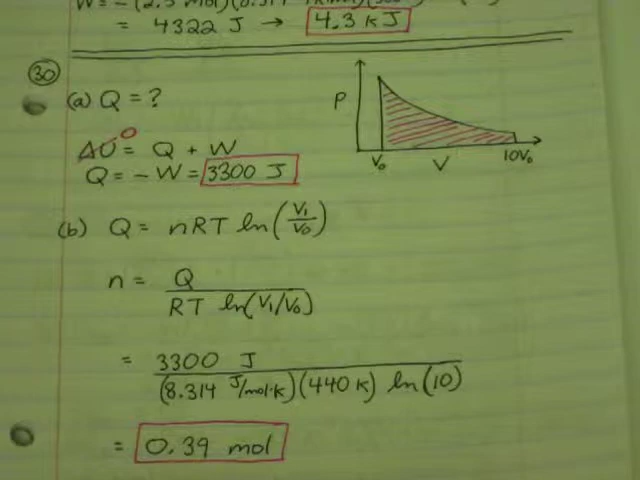 = 4322 J → 4.3 kJ
30
(a) Q = ?
P
ΔU⁰ = Q + W
Q = -W = 3300 J
V₀ V 10V₀
(b) Q = nRT ln(V₁/V₀)
n = Q / RT ln(V₁/V₀)
= 3300 J / (8.314 J/mol·K)(440 K) ln(10)
= 0.39 mol